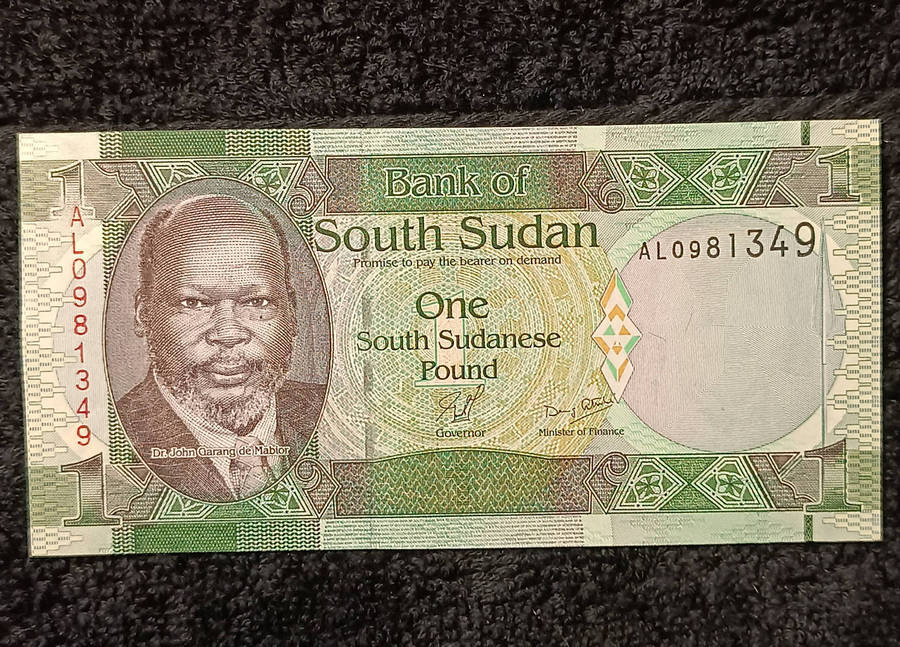 1
1
Bank of
South Sudan
Promise to pay the bearer on demand
AL0981349
AL0981349
One
South Sudanese
Pound
Governor
Minister of Finance
Dr. John Garang de Mabior
1
1